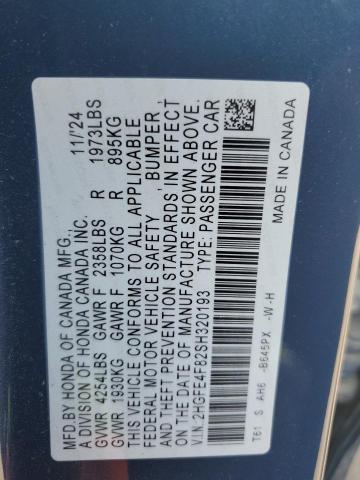 MFD.BY HONDA OF CANADA MFG., 11/24
A DIVISION OF HONDA CANADA INC.
GVWR 4254LBS GAWR F 2358LBS R 1973LBS
GVWR 1930KG GAWR F 1070KG R 895KG
THIS VEHICLE CONFORMS TO ALL APPLICABLE
FEDERAL MOTOR VEHICLE SAFETY, BUMPER,
AND THEFT PREVENTION STANDARDS IN EFFECT
ON THE DATE OF MANUFACTURE SHOWN ABOVE.
V.I.N: 2HGFE4F82SH320193 TYPE: PASSENGER CAR
T61 S AH6 -B645PX -W-H
MADE IN CANADA